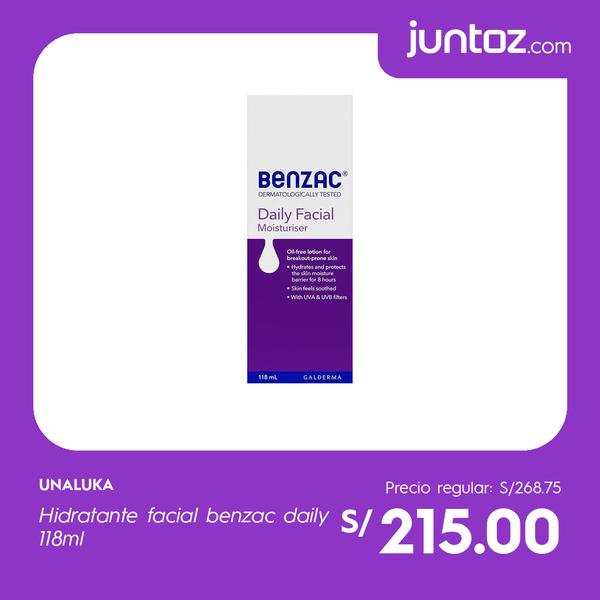 juntoz.com
Benzac®
DERMATOLOGICALLY TESTED
Daily Facial
Moisturiser
Oil-free lotion for
breakout-prone skin
• Hydrates and protects
the skin moisture
barrier for 8 hours
• Skin feels soothed
• With UVA & UVB filters
118 mL GALDERMA
UNALUKA
Hidratante facial benzac daily
118ml
Precio regular: S/268.75
S/215.00